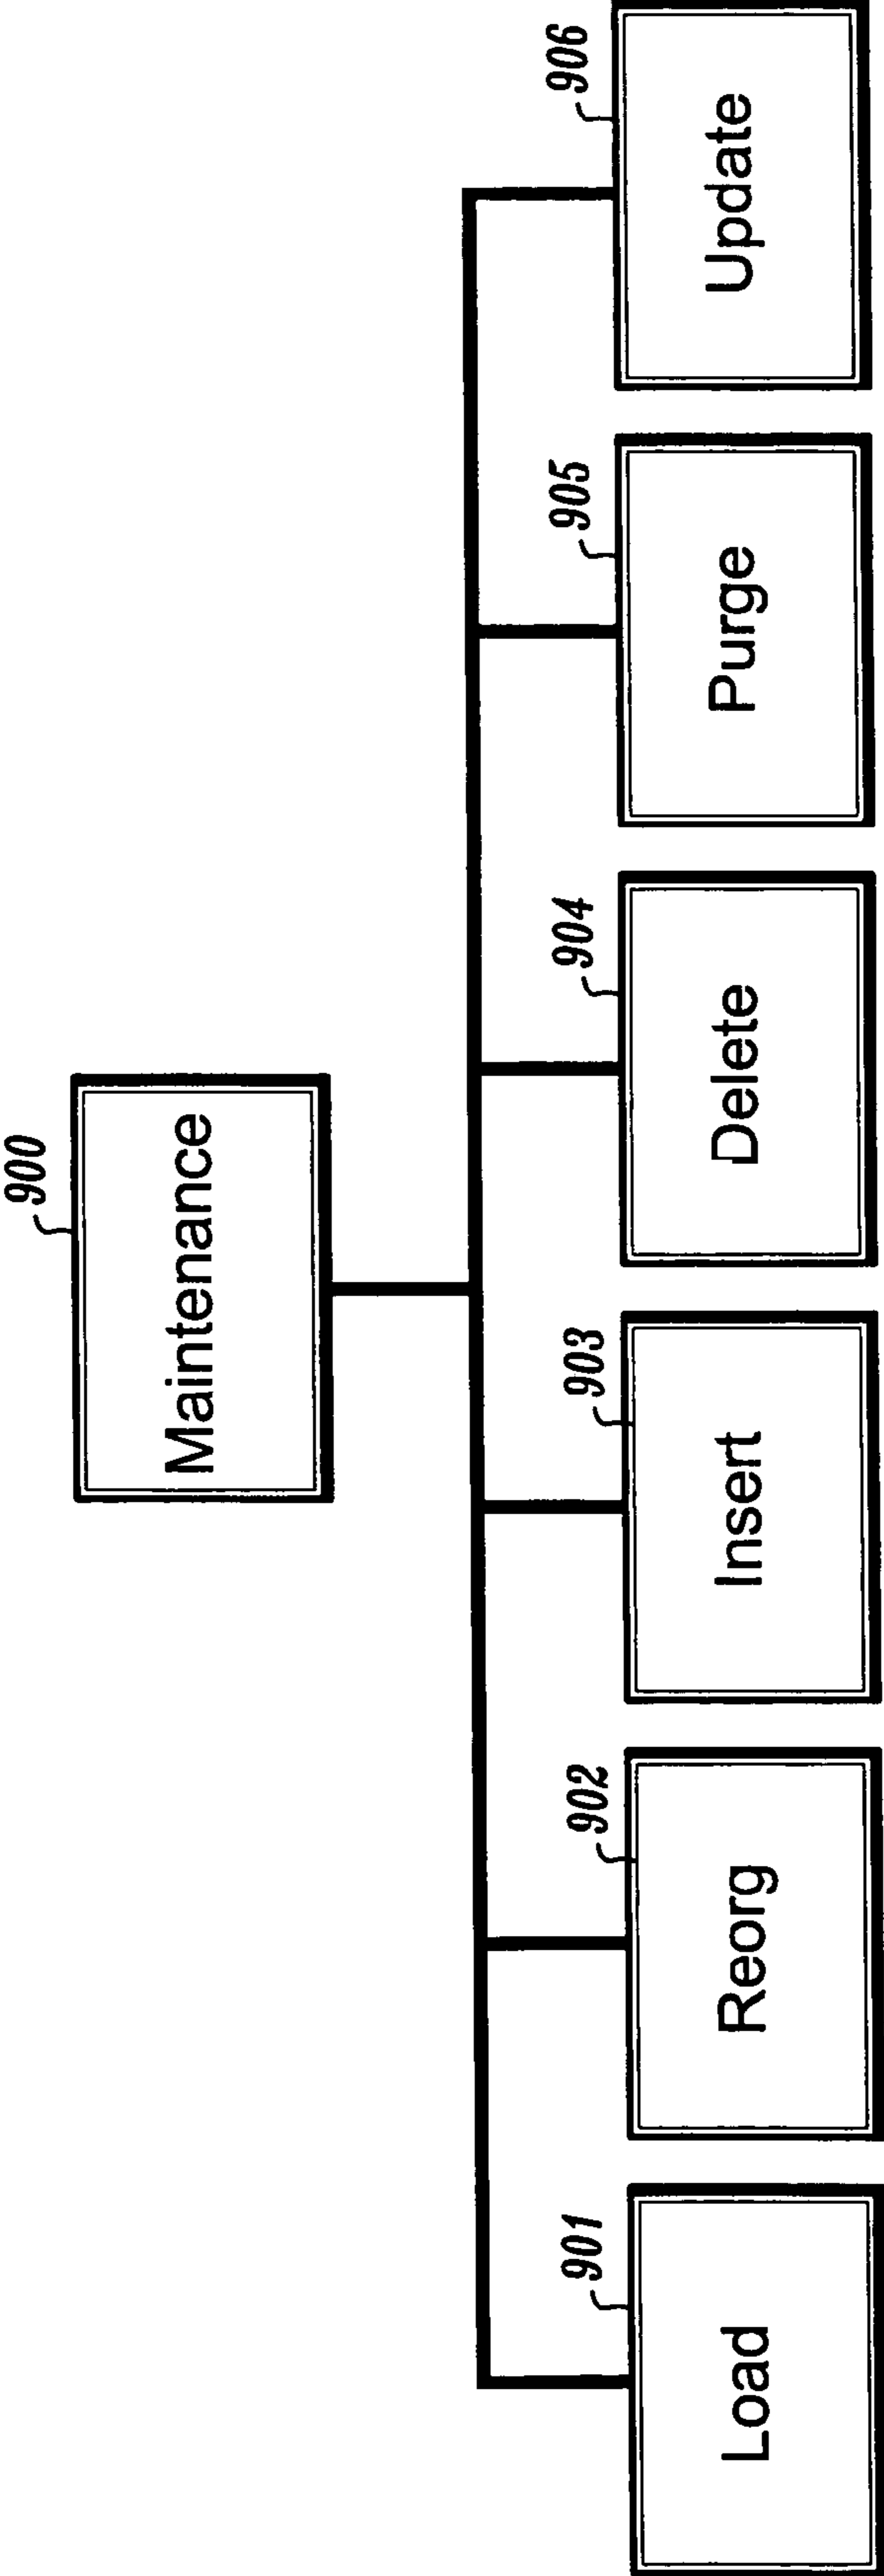 900
Maintenance
901
902
903
904
905
906
Load
Reorg
Insert
Delete
Purge
Update